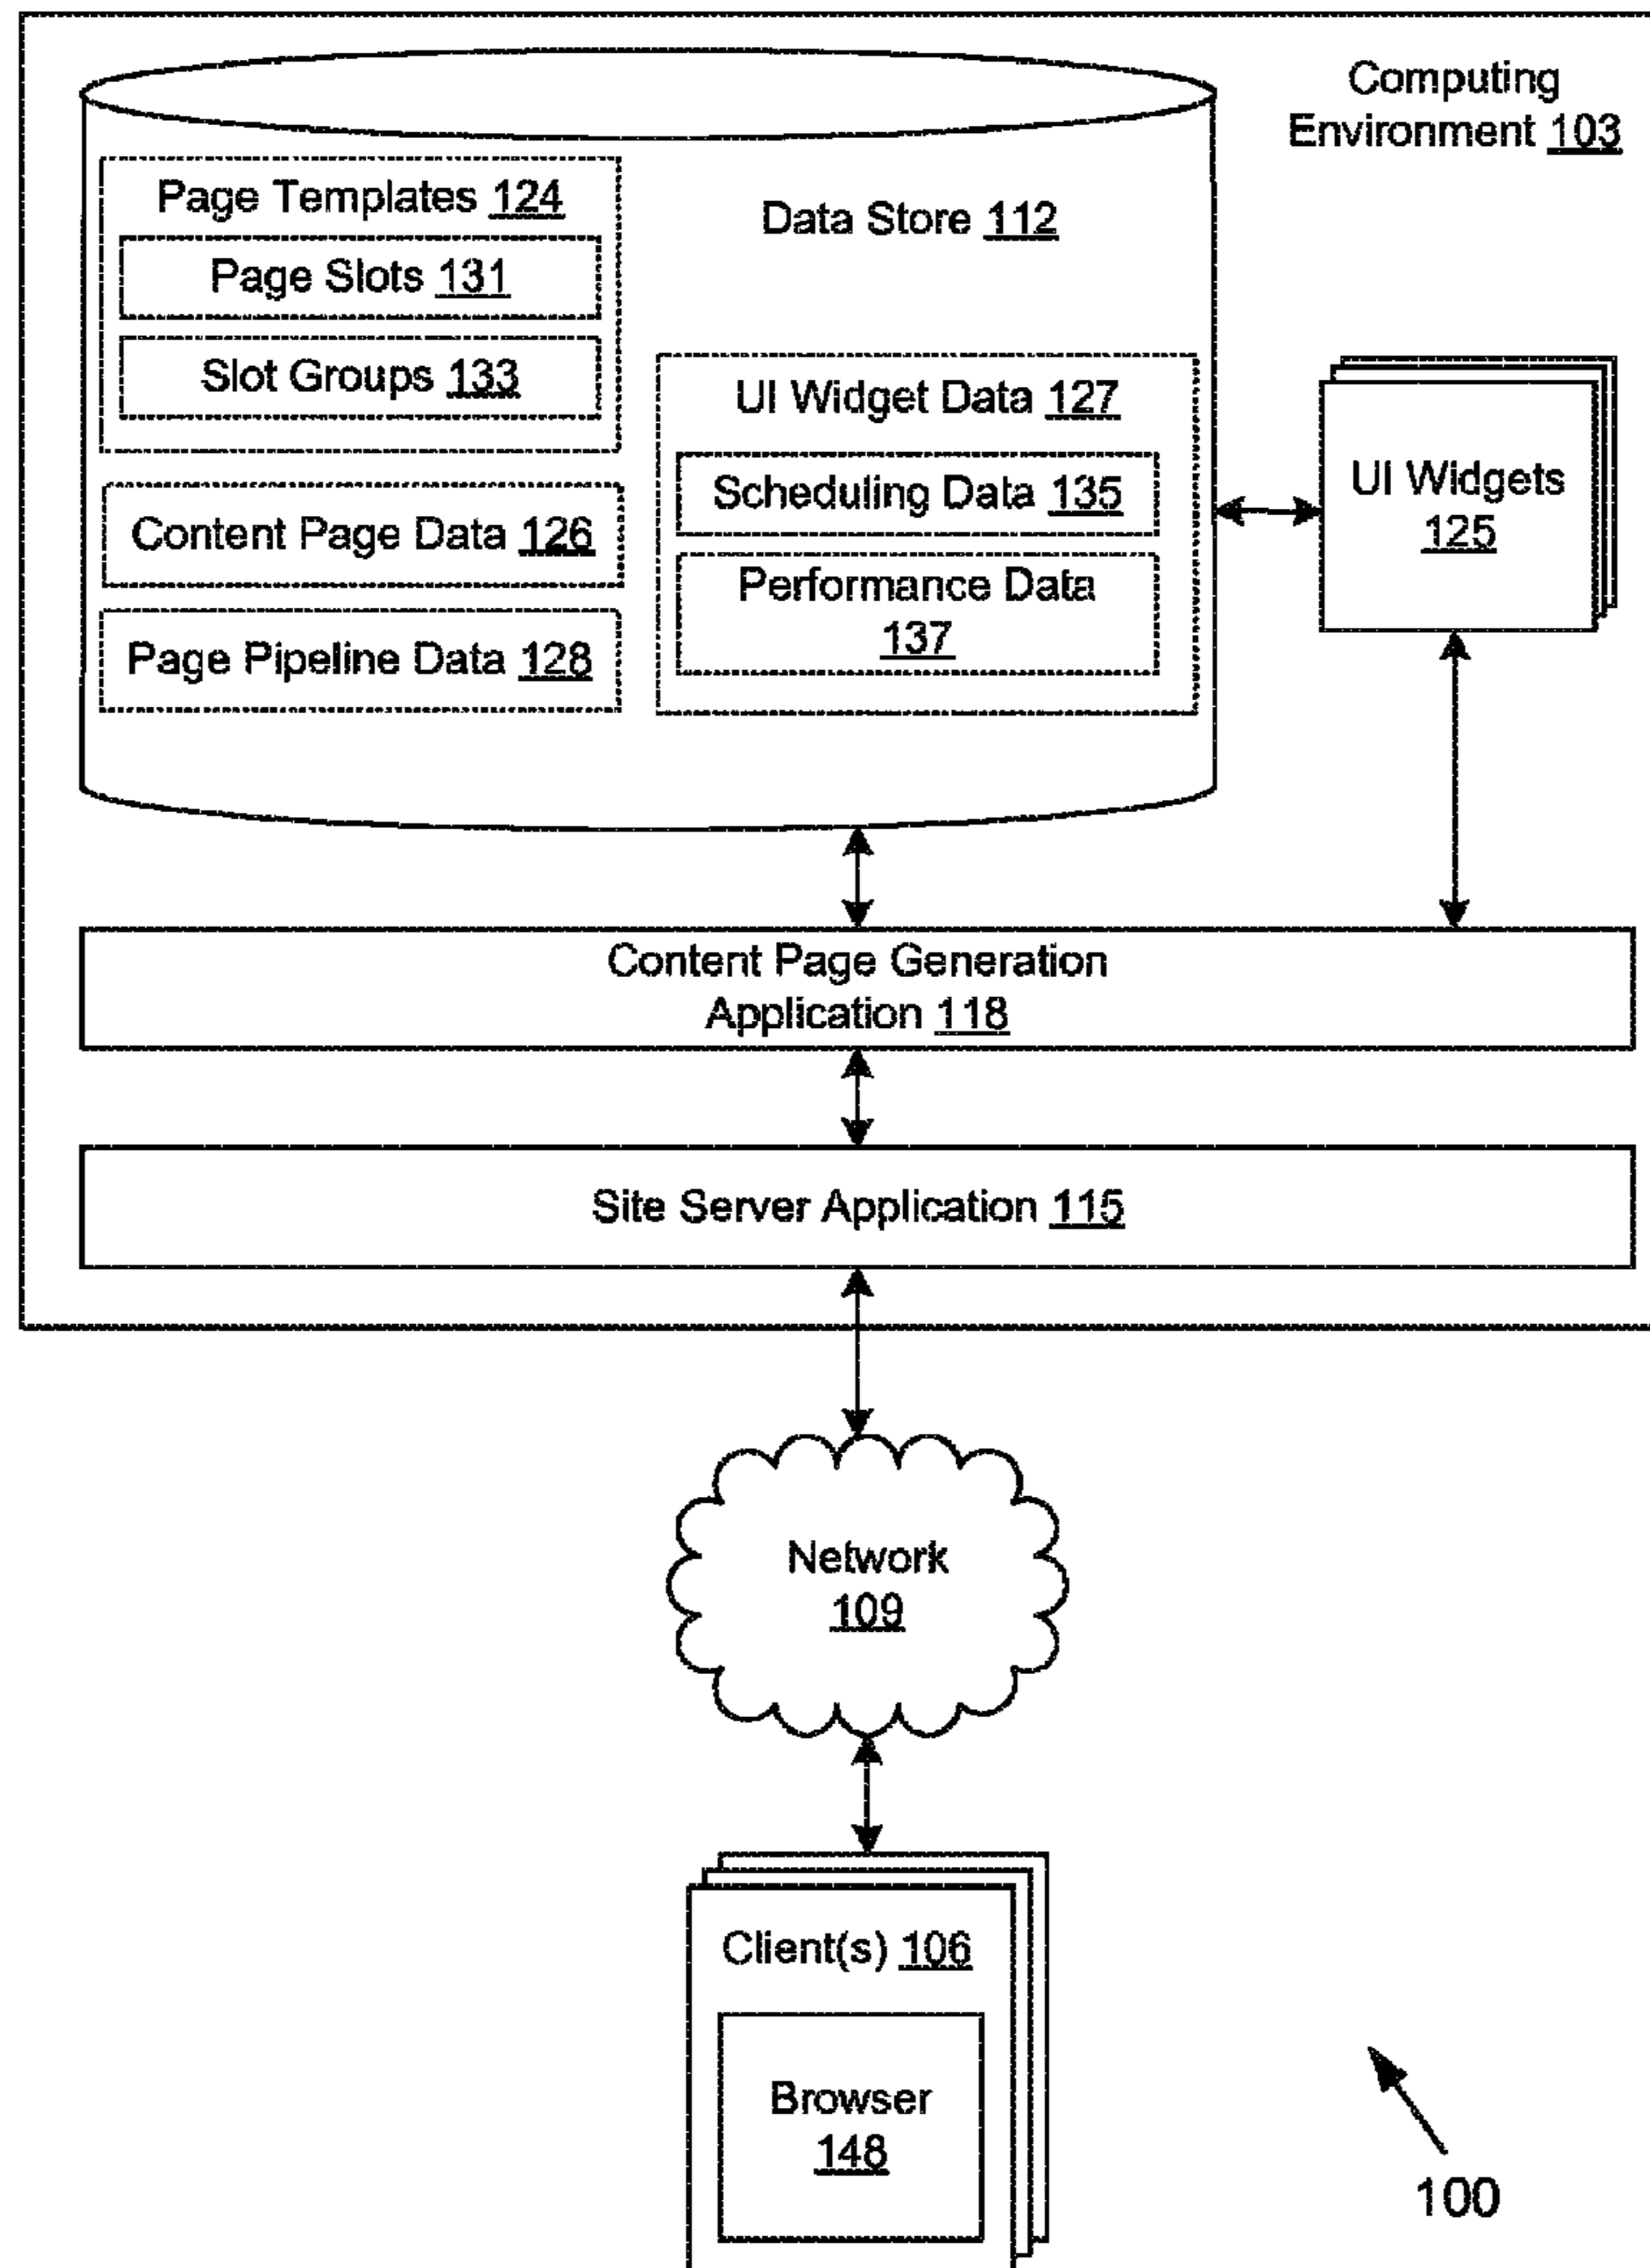 Computing
Environment 103
Page Templates 124
Data Store 112
Page Slots 131
Slot Groups 133
UI Widget Data 127
Scheduling Data 135
UI Widgets
125
Content Page Data 126
Performance Data
137
Page Pipeline Data 128
Content Page Generation
Application 118
Site Server Application 115
Network
109
Client(s) 106
Browser
148
100